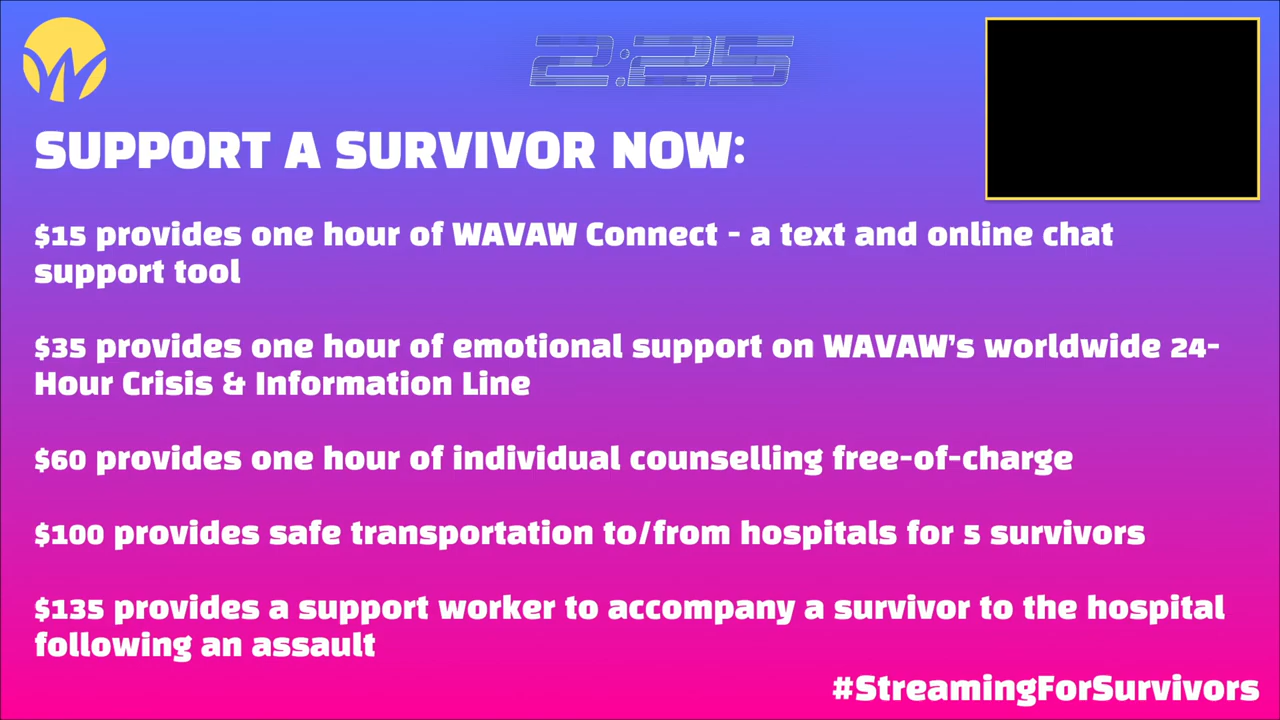 2:25
SUPPORT A SURVIVOR NOW:
$15 provides one hour of WAVAW Connect - a text and online chat
support tool
$35 provides one hour of emotional support on WAVAW's worldwide 24-
Hour Crisis & Information Line
$60 provides one hour of individual counselling free-of-charge
$100 provides safe transportation to/from hospitals for 5 survivors
$135 provides a support worker to accompany a survivor to the hospital
following an assault
#StreamingForSurvivors